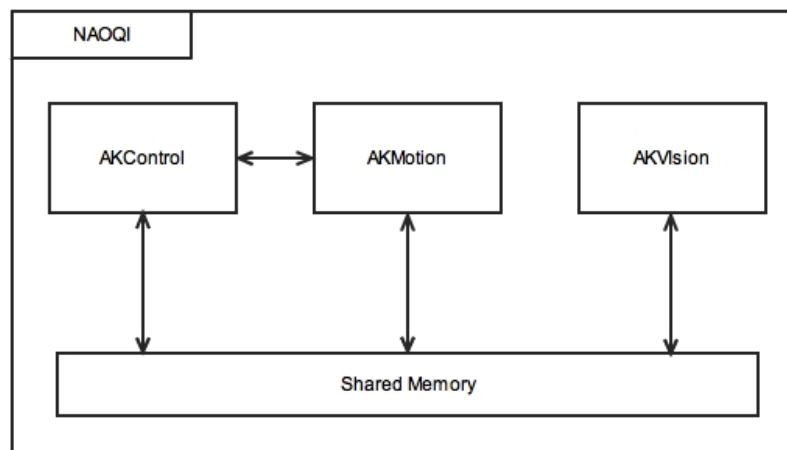 NAOQI
AKControl
AKMotion
AKVIsion
Shared Memory